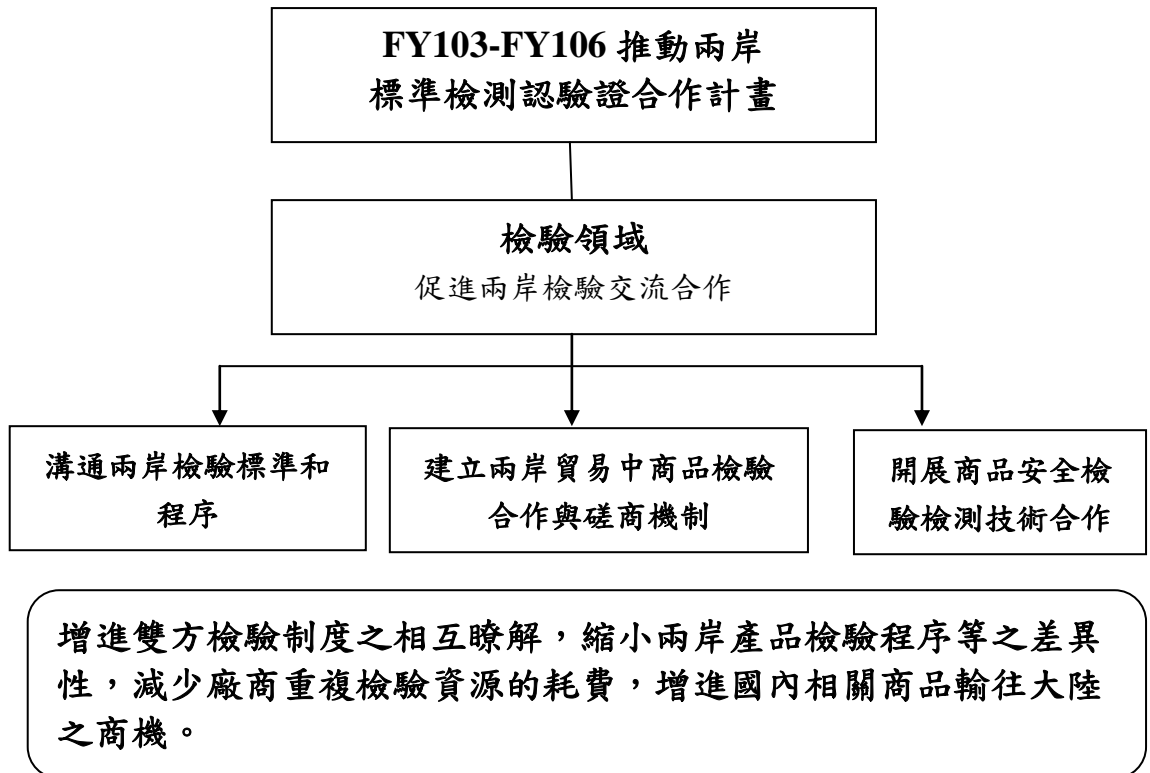 FY103-FY106 推動兩岸
標準檢測認驗證合作計畫
檢驗領域
促進兩岸檢驗交流合作
溝通兩岸檢驗標準和
程序
建立兩岸貿易中商品檢驗
合作與磋商機制
開展商品安全檢
驗檢測技術合作
增進雙方檢驗制度之相互瞭解，縮小兩岸產品檢驗程序等之差異
性，減少廠商重複檢驗資源的耗費，增進國內相關商品輸往大陸
之商機。